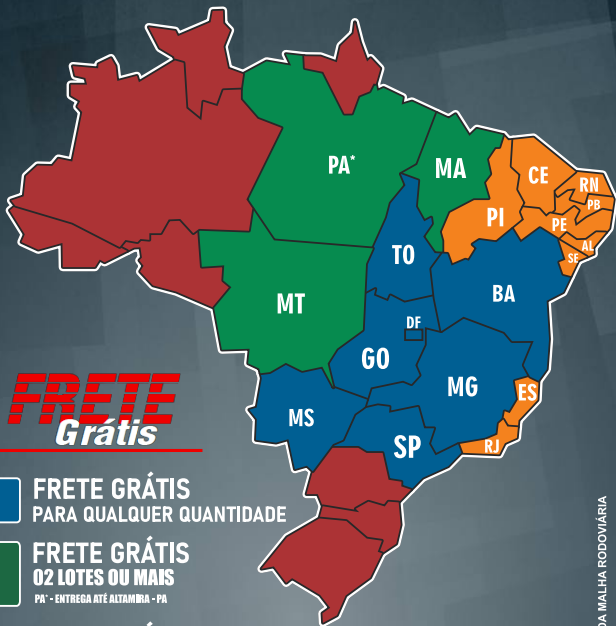 PA*
MA
CE
RN
PB
PI
PE
AL
SE
TO
BA
MT
DF
GO
MG
ES
MS
SP
RJ
FRETE
Grátis
FRETE GRÁTIS
PARA QUALQUER QUANTIDADE
FRETE GRÁTIS
02 LOTES OU MAIS
PA* - ENTREGA ATÉ ALTAMIRA - PA
DA MALHA RODOVIÁRIA